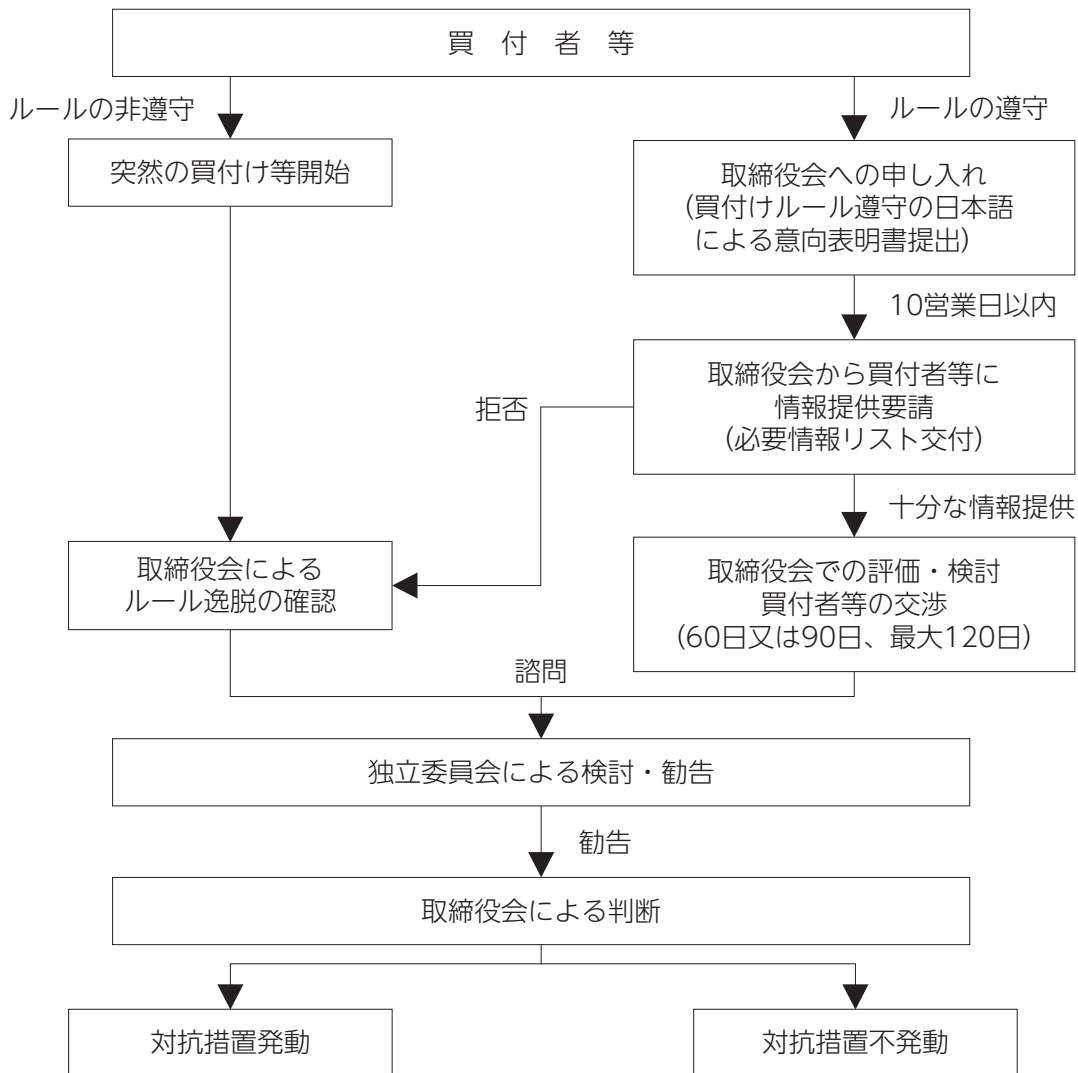 買 付 者 等
ルールの非遵守
ルールの遵守
突然の買付け等開始
取締役会への申し入れ
(買付けルール遵守の日本語
による意向表明書提出)
10営業日以内
取締役会から買付者等に
情報提供要請
(必要情報リスト交付)
拒否
十分な情報提供
取締役会による
ルール逸脱の確認
取締役会での評価・検討
買付者等の交渉
(60日又は90日、最大120日)
諮問
独立委員会による検討・勧告
勧告
取締役会による判断
対抗措置発動
対抗措置不発動